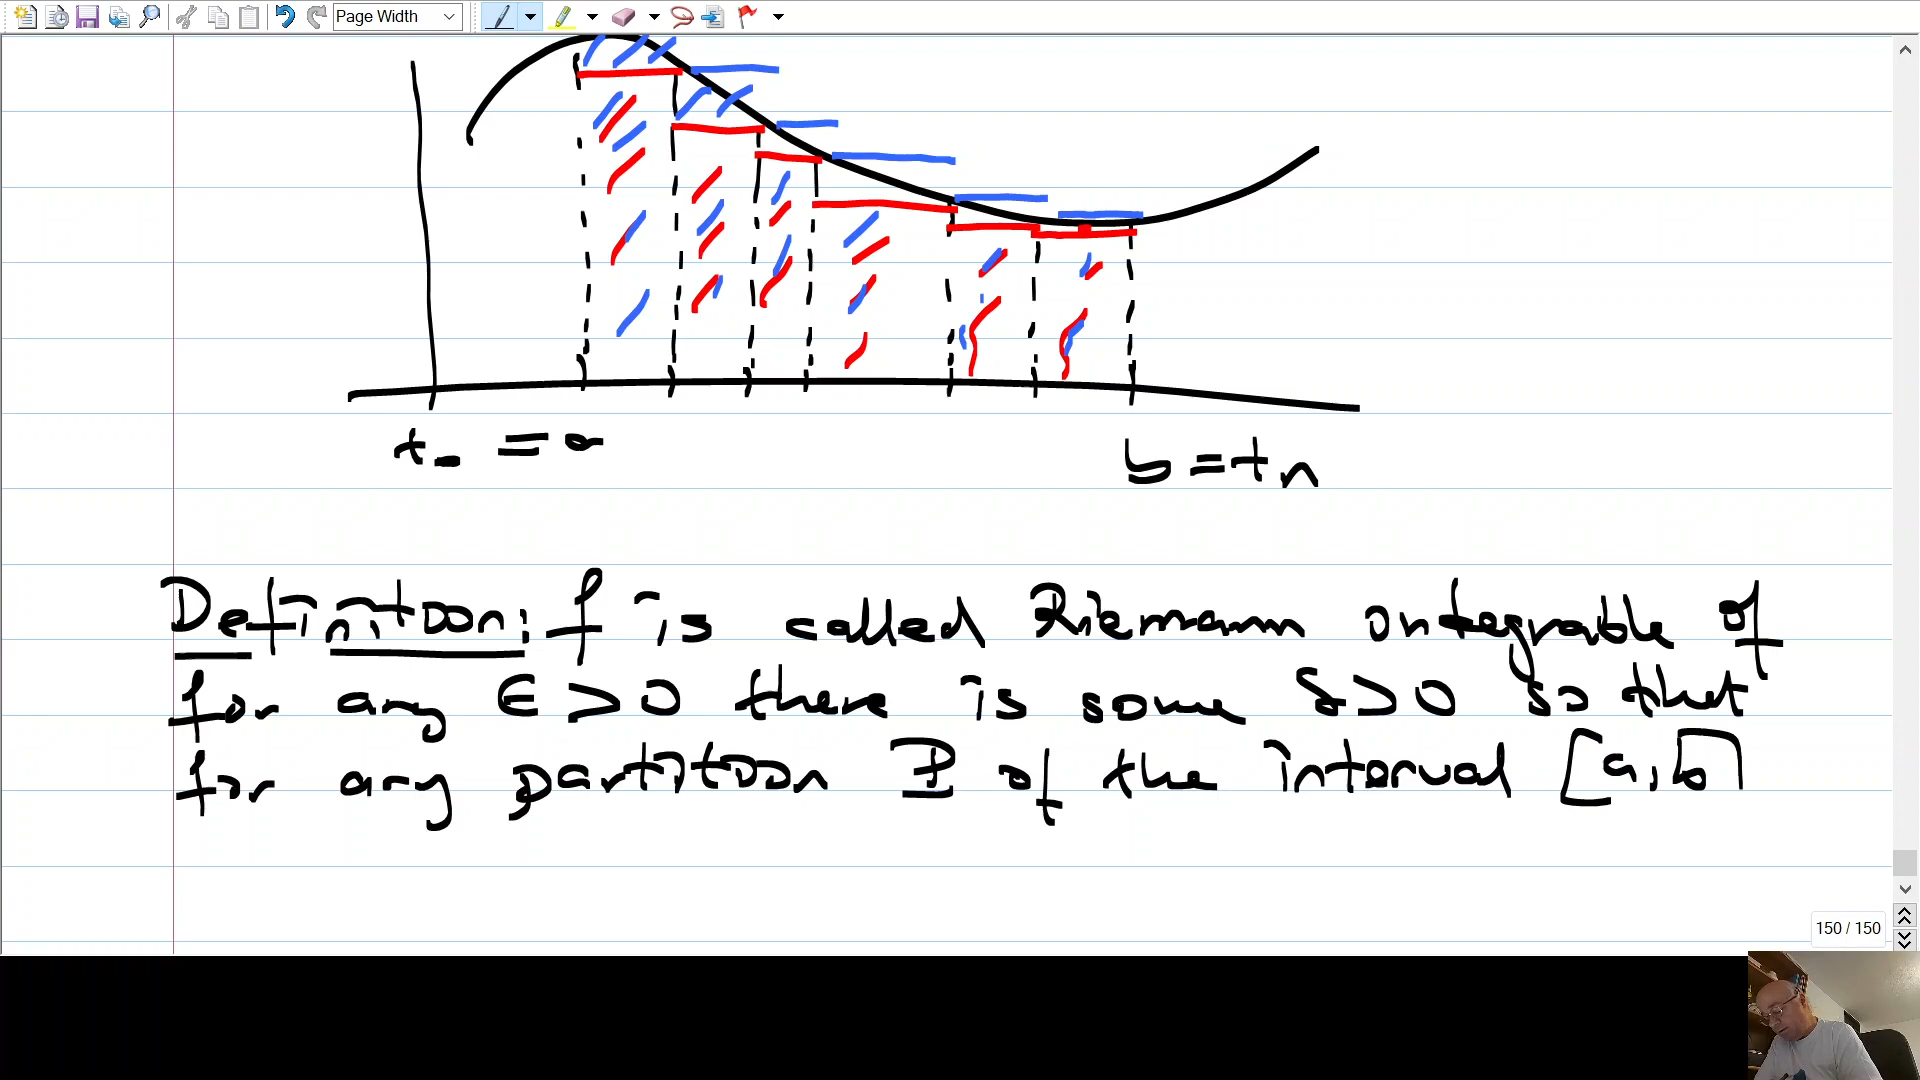 Page Width
t₀ = a
b = tn
Definition: f is called Riemann integrable if
for any ε > 0 there is some δ > 0 so that
for any partition P of the interval [a,b]
150 / 150